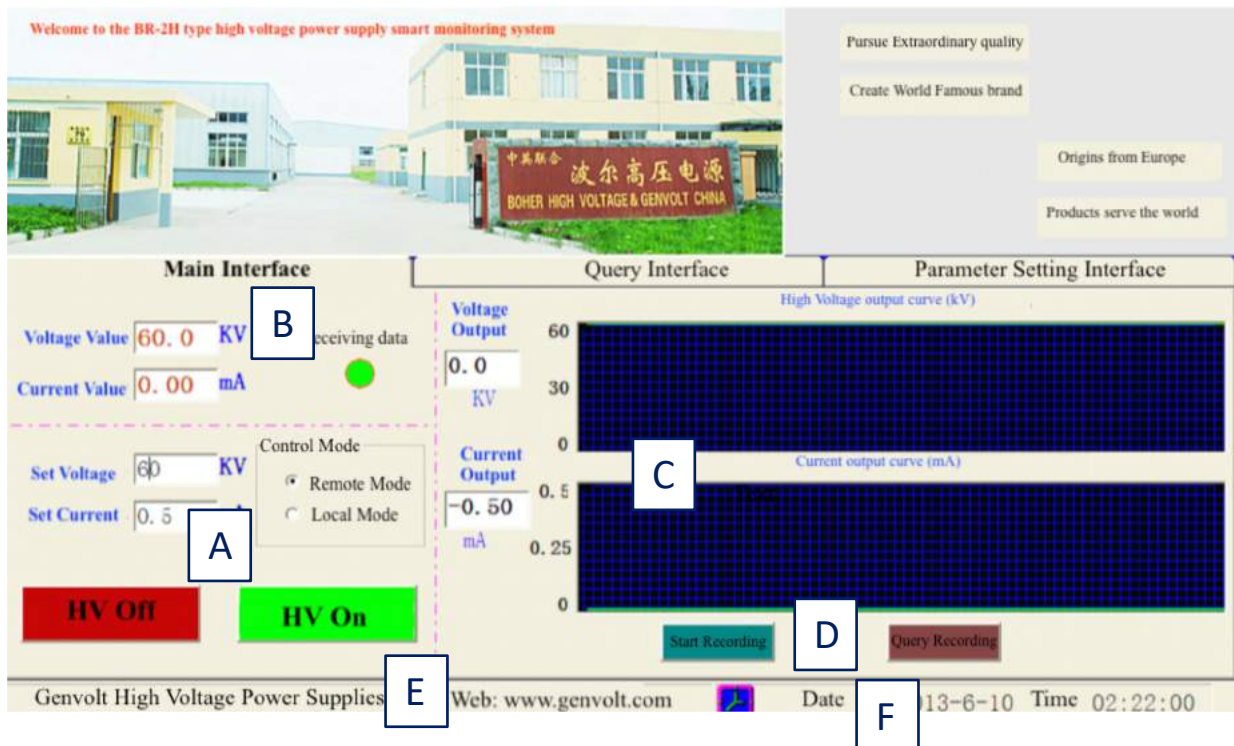 Welcome to the BR-2H type high voltage power supply smart monitoring system
Pursue Extraordinary quality
Create World Famous brand
Origins from Europe
Products serve the world
中英联合
波尔高压电源
BOHER HIGH VOLTAGE & GENVOLT CHINA
Main Interface
Query Interface
Parameter Setting Interface
B
Voltage Value 60.0 KV
eceiving data
Current Value 0.00 mA
Voltage
Output
0.0
KV
High Voltage output curve (kV)
60
30
0
Control Mode
Set Voltage 60 KV
Remote Mode
Set Current 0.5
Local Mode
A
HV Off
HV On
Current
Output
-0.50
mA
C
Current output curve (mA)
0.5
0.25
0
Start Recording
D
Query Recording
Genvolt High Voltage Power Supplies
E
Web: www.genvolt.com
Date 013-6-10
Time 02:22:00
F